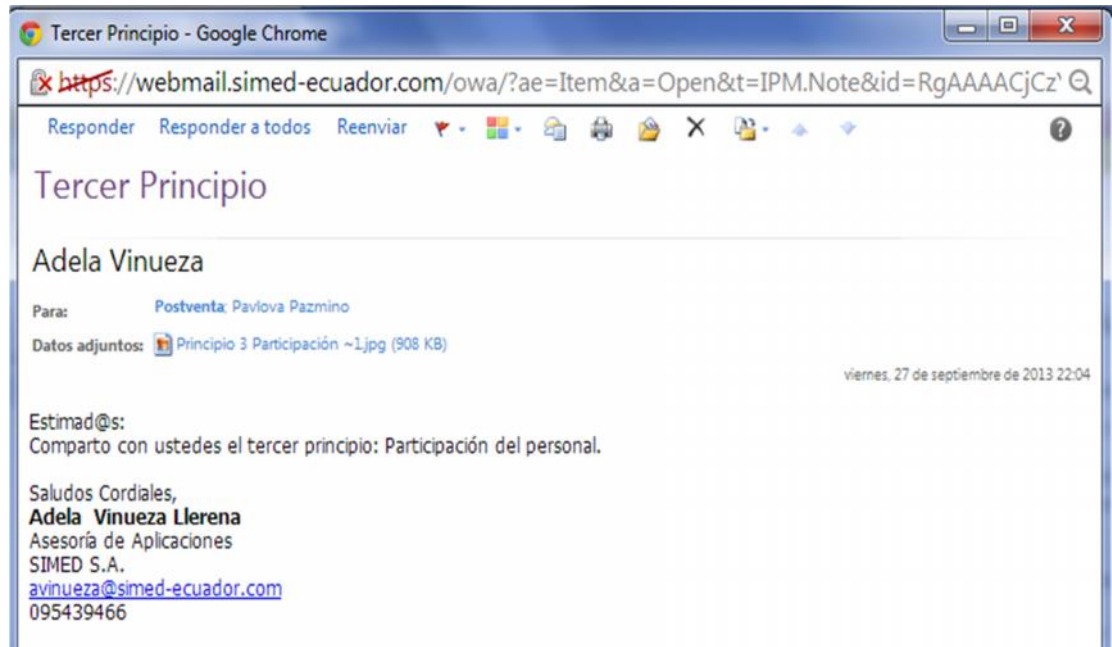 Tercer Principio - Google Chrome
https://webmail.simed-ecuador.com/owa/?ae=Item&a=Open&t=IPM.Note&id=RgAAAACjCz
Responder Responder a todos Reenviar
Tercer Principio
Adela Vinueza
Para: Postventa; Pavlova Pazmino
Datos adjuntos: Principio 3 Participación ~1.jpg (908 KB)
viernes, 27 de septiembre de 2013 22:04
Estimad@s:
Comparto con ustedes el tercer principio: Participación del personal.
Saludos Cordiales,
Adela Vinueza Llerena
Asesoría de Aplicaciones
SIMED S.A.
avinueza@simed-ecuador.com
095439466